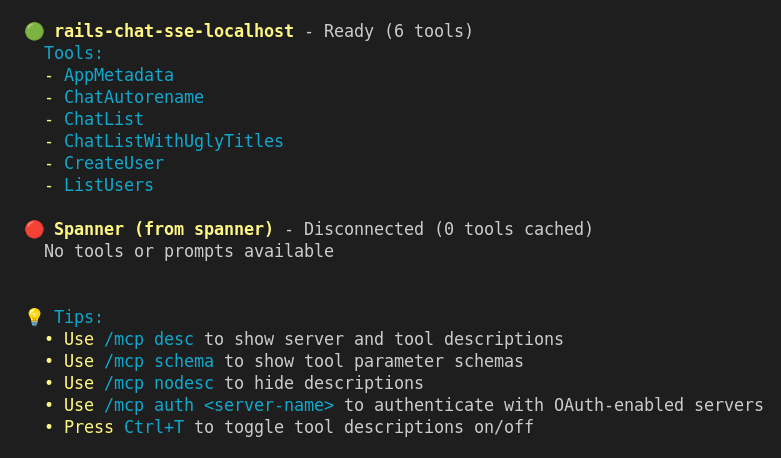 🟢 rails-chat-sse-localhost - Ready (6 tools)
Tools:
- AppMetadata
- ChatAutorename
- ChatList
- ChatListWithUglyTitles
- CreateUser
- ListUsers
🔴 Spanner (from spanner) - Disconnected (0 tools cached)
No tools or prompts available
💡 Tips:
• Use /mcp desc to show server and tool descriptions
• Use /mcp schema to show tool parameter schemas
• Use /mcp nodesc to hide descriptions
• Use /mcp auth <server-name> to authenticate with OAuth-enabled servers
• Press Ctrl+T to toggle tool descriptions on/off